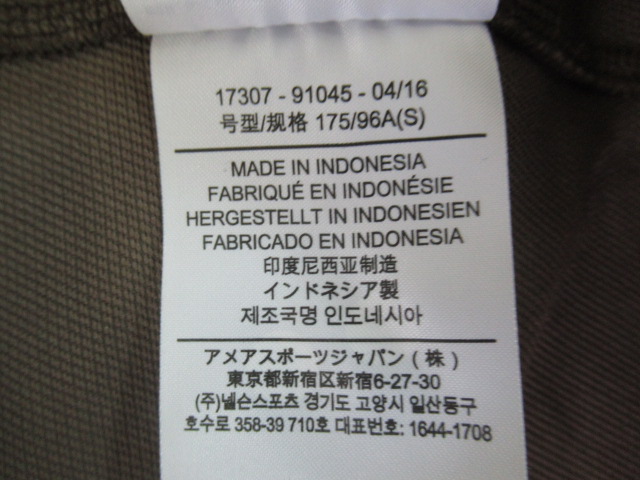 17307 - 91045 - 04/16
号型/规格 175/96A(S)
MADE IN INDONESIA
FABRIQUÉ EN INDONÉSIE
HERGESTELLT IN INDONESIEN
FABRICADO EN INDONESIA
印度尼西亚制造
インドネシア製
제조국명 인도네시아
アメアスポーツジャパン（株）
東京都新宿区新宿6-27-30
(주)넬슨스포츠 경기도 고양시 일산동구
호수로 358-39 710호 대표번호: 1644-1708